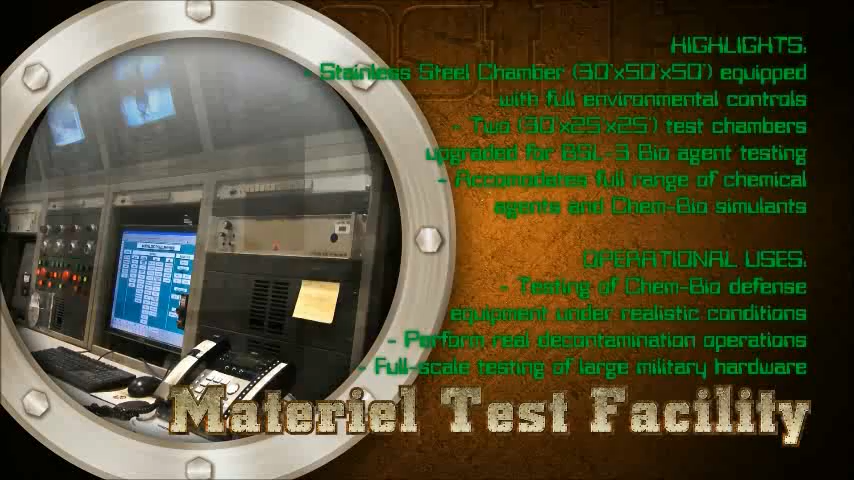 HIGHLIGHTS:
- Stainless Steel Chamber (30'x50'x50') equipped
with full environmental controls
- Two (30'x25'x25') test chambers
upgraded for BSL-3 Bio agent testing
- Accomodates full range of chemical
agents and Chem-Bio simulants
OPERATIONAL USES:
- Testing of Chem-Bio defense
equipment under realistic conditions
- Perform real decontamination operations
- Full-scale testing of large military hardware
Materiel Test Facility